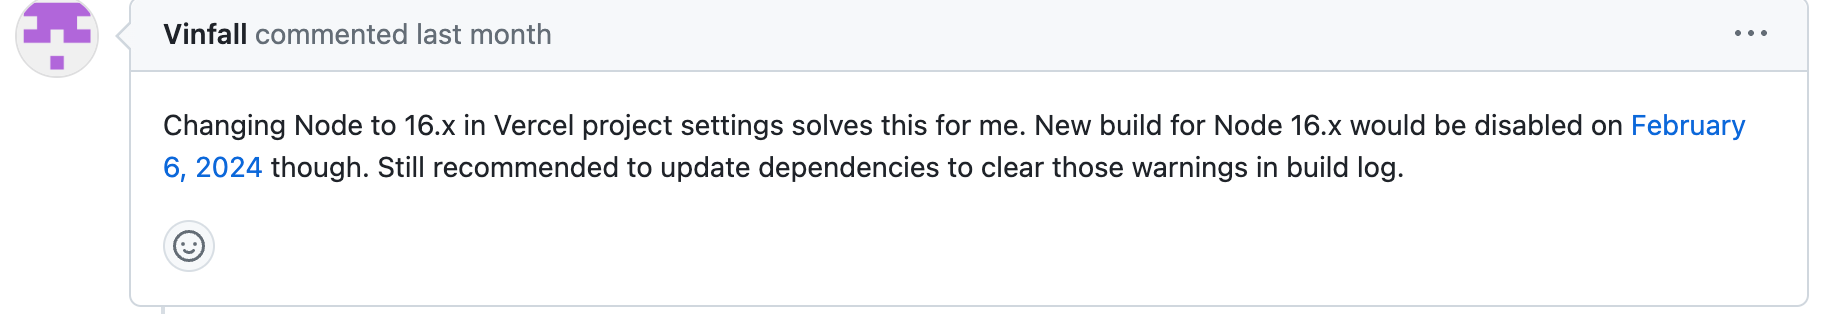 Vinfall commented last month
Changing Node to 16.x in Vercel project settings solves this for me. New build for Node 16.x would be disabled on February
6, 2024 though. Still recommended to update dependencies to clear those warnings in build log.